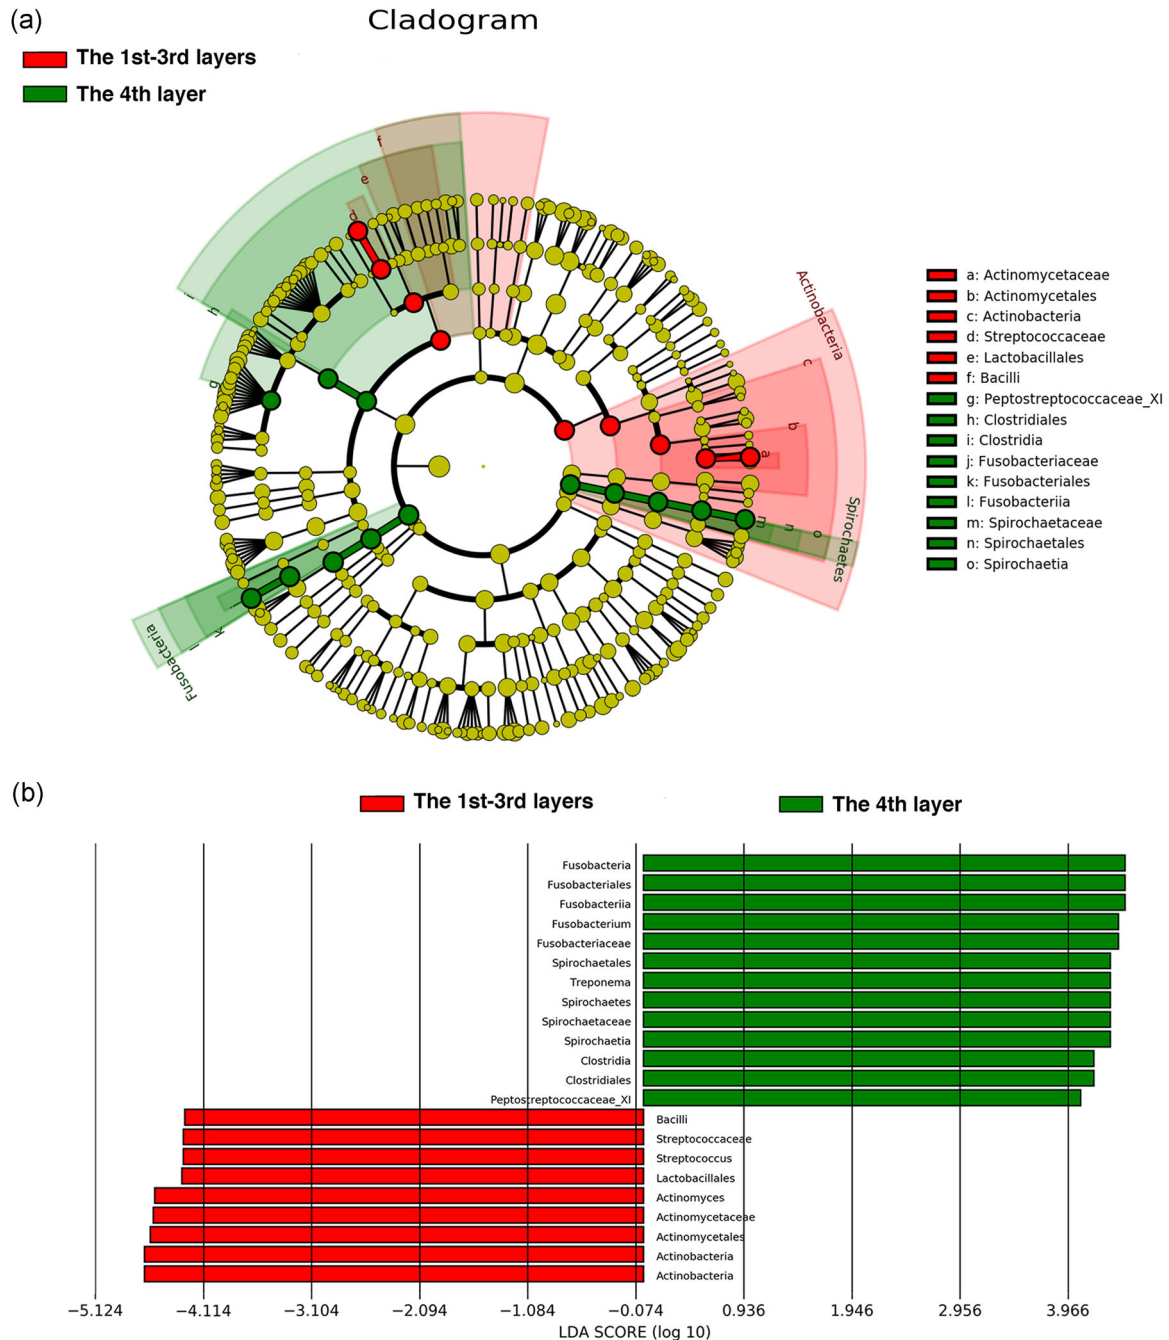 (a)
Cladogram
The 1st-3rd layers
The 4th layer
f
e
d
i
h
g
Actinobacteria
c
b
a
m
n
o
Spirochaetes
j
k
l
Fusobacteria
a: Actinomycetaceae
b: Actinomycetales
c: Actinobacteria
d: Streptococcaceae
e: Lactobacillales
f: Bacilli
g: Peptostreptococcaceae_XI
h: Clostridiales
i: Clostridia
j: Fusobacteriaceae
k: Fusobacteriales
l: Fusobacteriia
m: Spirochaetaceae
n: Spirochaetales
o: Spirochaetia
(b)
The 1st-3rd layers
The 4th layer
Fusobacteria
Fusobacteriales
Fusobacteriia
Fusobacterium
Fusobacteriaceae
Spirochaetales
Treponema
Spirochaetes
Spirochaetaceae
Spirochaetia
Clostridia
Clostridiales
Peptostreptococcaceae_XI
Bacilli
Streptococcaceae
Streptococcus
Lactobacillales
Actinomyces
Actinomycetaceae
Actinomycetales
Actinobacteria
Actinobacteria
−5.124 −4.114 −3.104 −2.094 −1.084 −0.074 0.936 1.946 2.956 3.966
LDA SCORE (log 10)